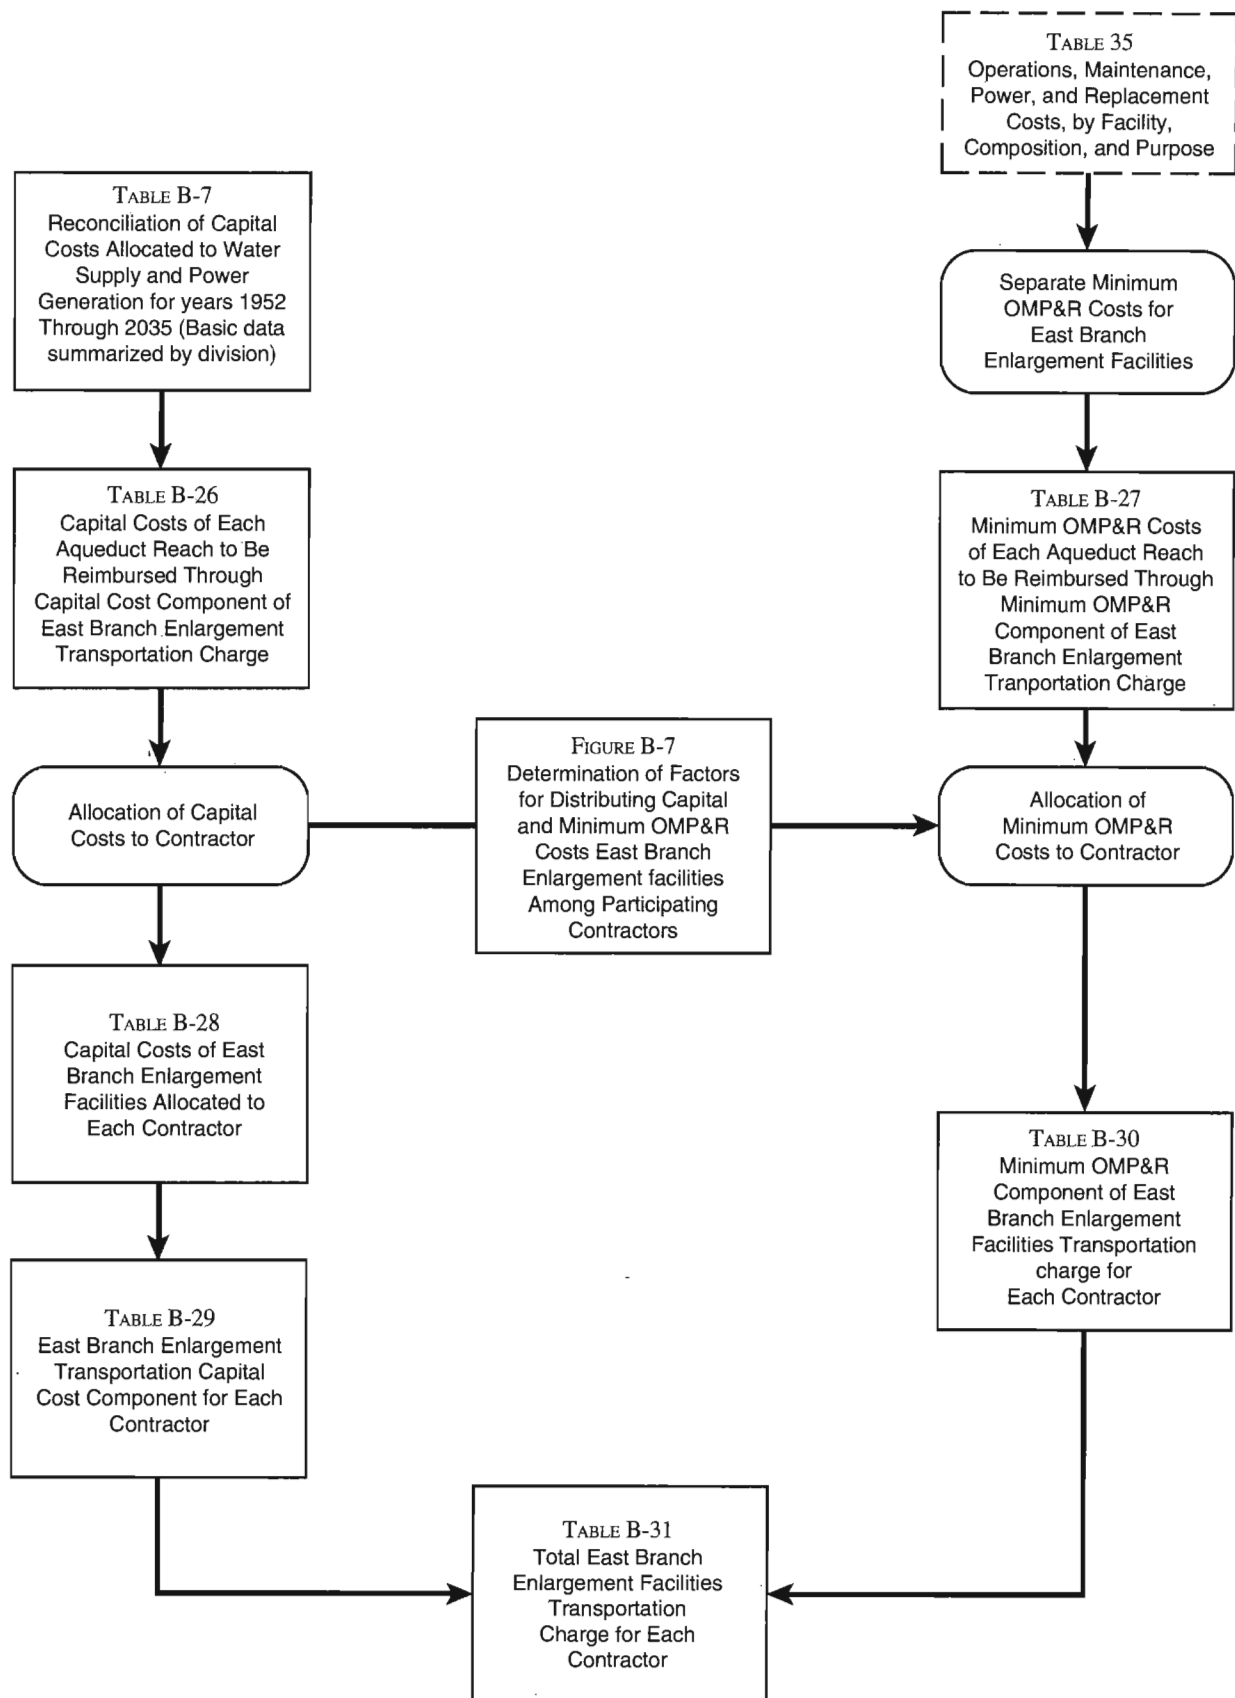 TABLE 35
Operations, Maintenance,
Power, and Replacement
Costs, by Facility,
Composition, and Purpose
TABLE B-7
Reconciliation of Capital
Costs Allocated to Water
Supply and Power
Generation for years 1952
Through 2035 (Basic data
summarized by division)
Separate Minimum
OMP&R Costs for
East Branch
Enlargement Facilities
TABLE B-26
Capital Costs of Each
Aqueduct Reach to Be
Reimbursed Through
Capital Cost Component of
East Branch Enlargement
Transportation Charge
TABLE B-27
Minimum OMP&R Costs
of Each Aqueduct Reach
to Be Reimbursed Through
Minimum OMP&R
Component of East
Branch Enlargement
Tranportation Charge
Allocation of Capital
Costs to Contractor
FIGURE B-7
Determination of Factors
for Distributing Capital
and Minimum OMP&R
Costs East Branch
Enlargement facilities
Among Participating
Contractors
Allocation of
Minimum OMP&R
Costs to Contractor
TABLE B-28
Capital Costs of East
Branch Enlargement
Facilities Allocated to
Each Contractor
TABLE B-30
Minimum OMP&R
Component of East
Branch Enlargement
Facilities Transportation
charge for
Each Contractor
TABLE B-29
East Branch Enlargement
Transportation Capital
Cost Component for Each
Contractor
TABLE B-31
Total East Branch
Enlargement Facilities
Transportation
Charge for Each
Contractor